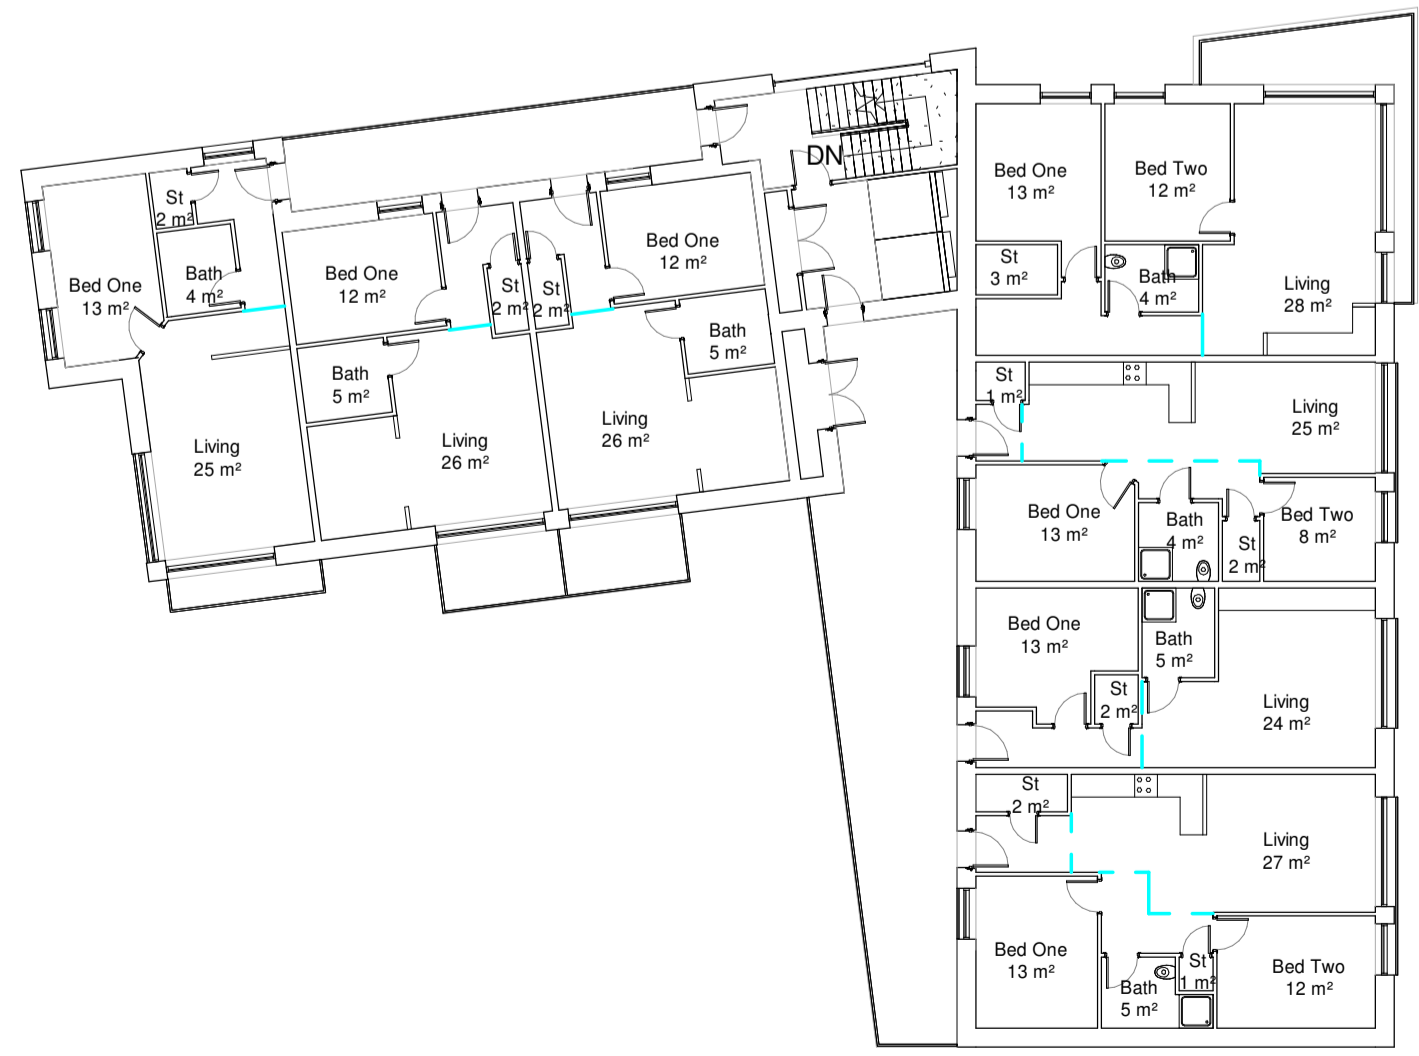 St
2 m²
Bed One
13 m²
Bath
4 m²
Living
25 m²
Bed One
12 m²
St
2 m²
Bath
5 m²
Living
26 m²
St
2 m²
Bed One
12 m²
Bath
5 m²
Living
26 m²
DN
Bed One
13 m²
Bed Two
12 m²
St
3 m²
Bath
4 m²
Living
28 m²
St
1 m²
Living
25 m²
Bed One
13 m²
Bath
4 m²
St
2 m²
Bed Two
8 m²
Bed One
13 m²
Bath
5 m²
St
2 m²
Living
24 m²
St
2 m²
Living
27 m²
Bed One
13 m²
Bath
5 m²
St
1 m²
Bed Two
12 m²